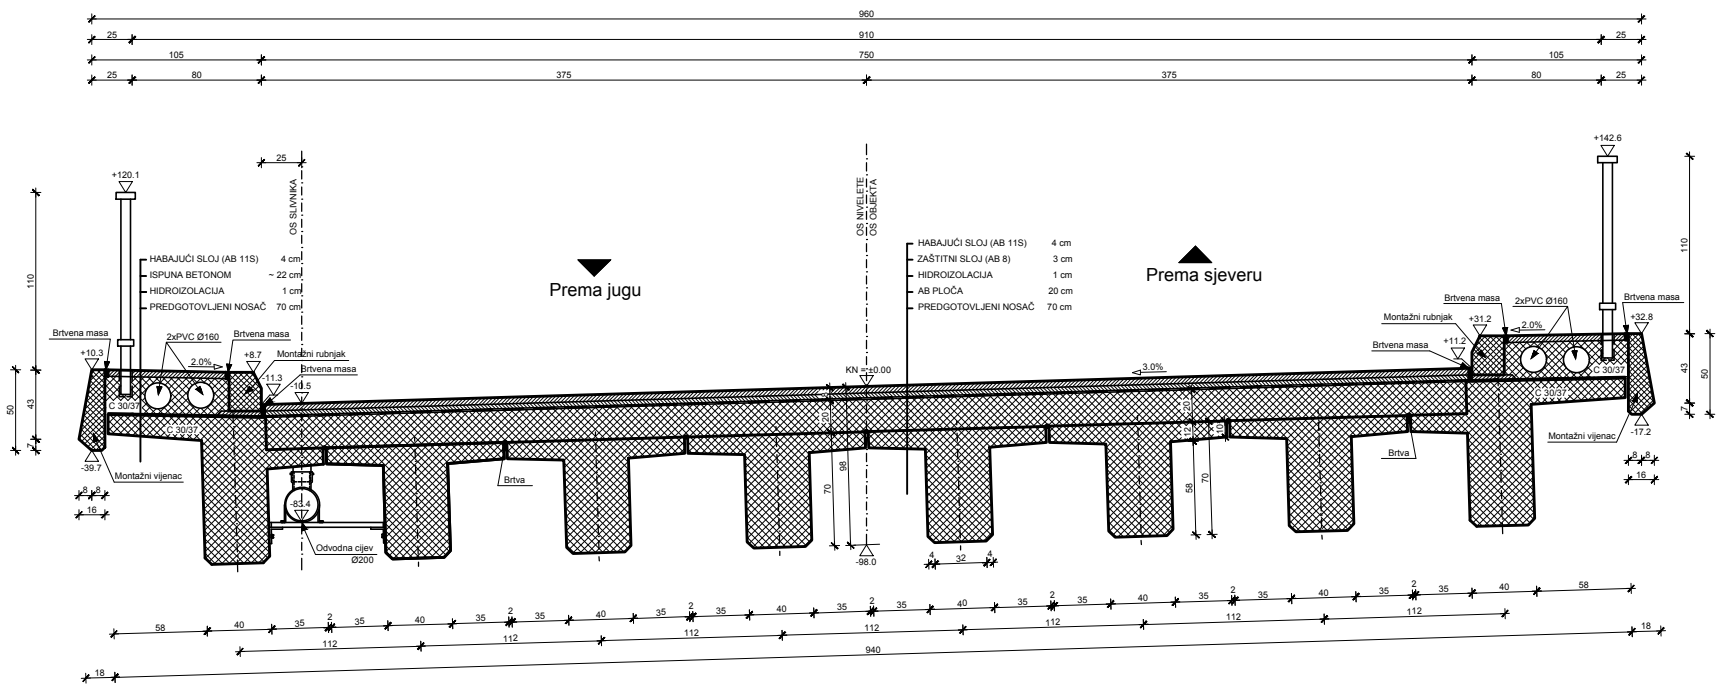 960
25 910 25
105 750 105
25 80 375 375 80 25
+142.6
25
+120.1
OS SLIVNIKA
OS NIVELETE
OS OBJEKTA
110
110
HABAJUĆI SLOJ (AB 11S) 4 cm
ISPUNA BETONOM ~ 22 cm
HIDROIZOLACIJA 1 cm
PREDGOTOVLJENI NOSAČ 70 cm
HABAJUĆI SLOJ (AB 11S) 4 cm
ZAŠTITNI SLOJ (AB 8) 3 cm
HIDROIZOLACIJA 1 cm
AB PLOČA 20 cm
PREDGOTOVLJENI NOSAČ 70 cm
Prema jugu
Prema sjeveru
Brtvena masa
2xPVC Ø160
Brtvena masa
Montažni rubnjak
+31.2
2.0%
+32.8
Brtvena masa
+11.2
Brtvena masa
2xPVC Ø160
Brtvena masa
+10.3
2.0%
+8.7
Montažni rubnjak
Brtvena masa
-11.3
-10.5
KN = ±0.00
3.0%
C 30/37
C 30/37
C 30/37
C 30/37
50
43
7
43
7
50
-39.7
Montažni vijenac
8 8
16
-83.4
Odvodna cijev
Ø200
Brtva
70
98
-98.0
12
10
58
70
Brtva
Montažni vijenac
-17.2
8 8
16
4 32 4
58 40 35 2 35 40 35 2 35 40 35 2 35 40 35 2 35 40 35 2 35 40 35 2 35 40 35 2 35 40 58
112 112 112 112 112 112 112
18 940 18